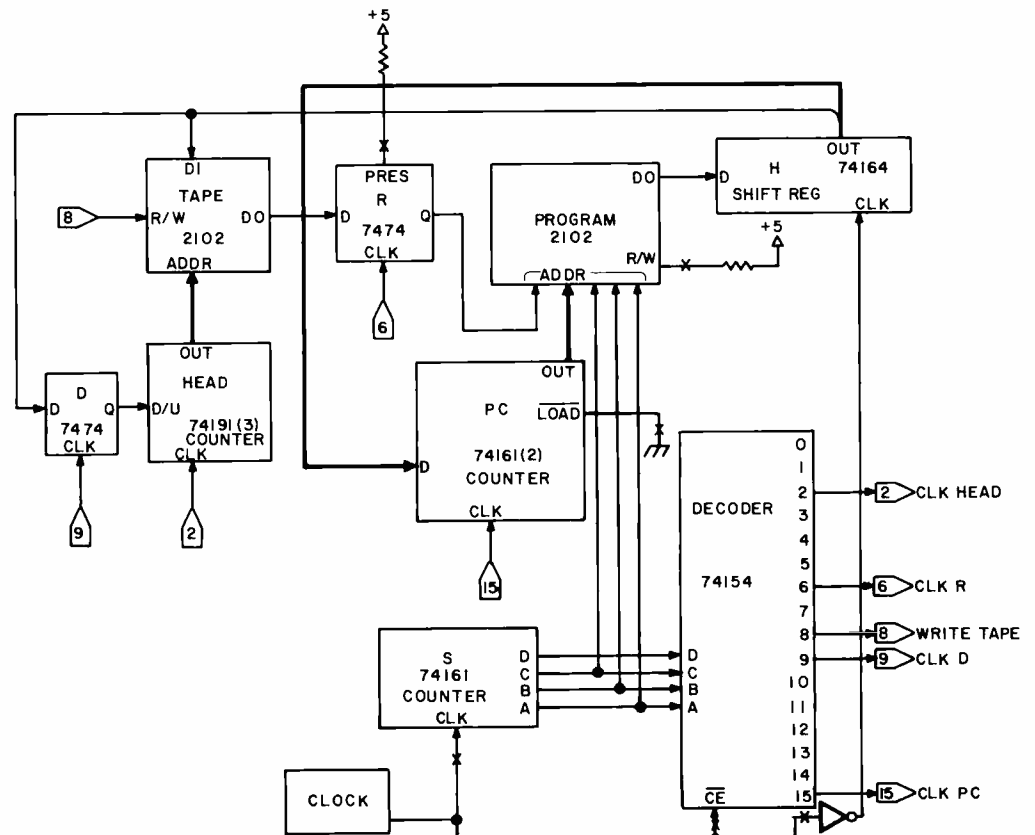 +5
DI
TAPE
R/W
DO
2102
ADDR
8
PRES
R
D
Q
7474
CLK
6
DO
PROGRAM
2102
R/W
ADDR
+5
OUT
D
H
74164
SHIFT REG
CLK
OUT
HEAD
D/U
74191(3)
COUNTER
CLK
2
D
D
Q
7474
CLK
9
OUT
PC
LOAD
74161(2)
D
COUNTER
CLK
15
DECODER
74154
0
1
2
3
4
5
6
7
8
9
10
11
12
13
14
15
D
C
B
A
CE
2 CLK HEAD
6 CLK R
8 WRITE TAPE
9 CLK D
15 CLK PC
S
74161
COUNTER
CLK
D
C
B
A
CLOCK